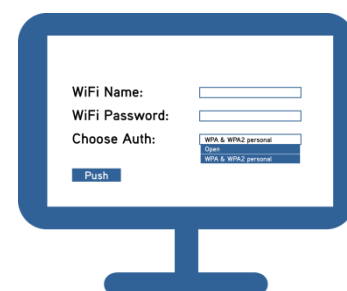 WiFi Name:
WiFi Password:
Choose Auth: WPA & WPA2 personal
Open
WPA & WPA2 personal
Push